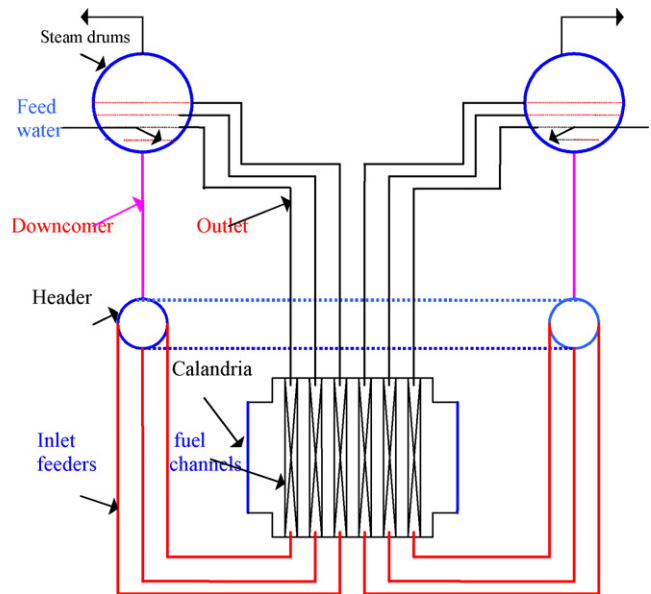 Steam drums
Feed
water
Downcomer
Outlet
Header
Calandria
Inlet
feeders
fuel
channels